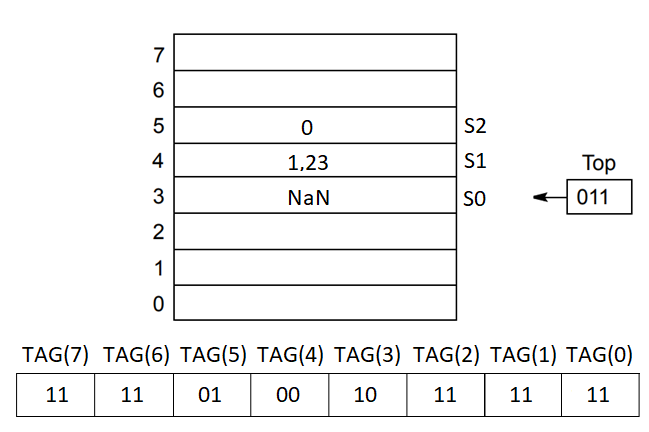 7
6
5 0 S2
4 1,23 S1
Top
3 NaN S0 011
2
1
0
TAG(7) TAG(6) TAG(5) TAG(4) TAG(3) TAG(2) TAG(1) TAG(0)
11 11 01 00 10 11 11 11